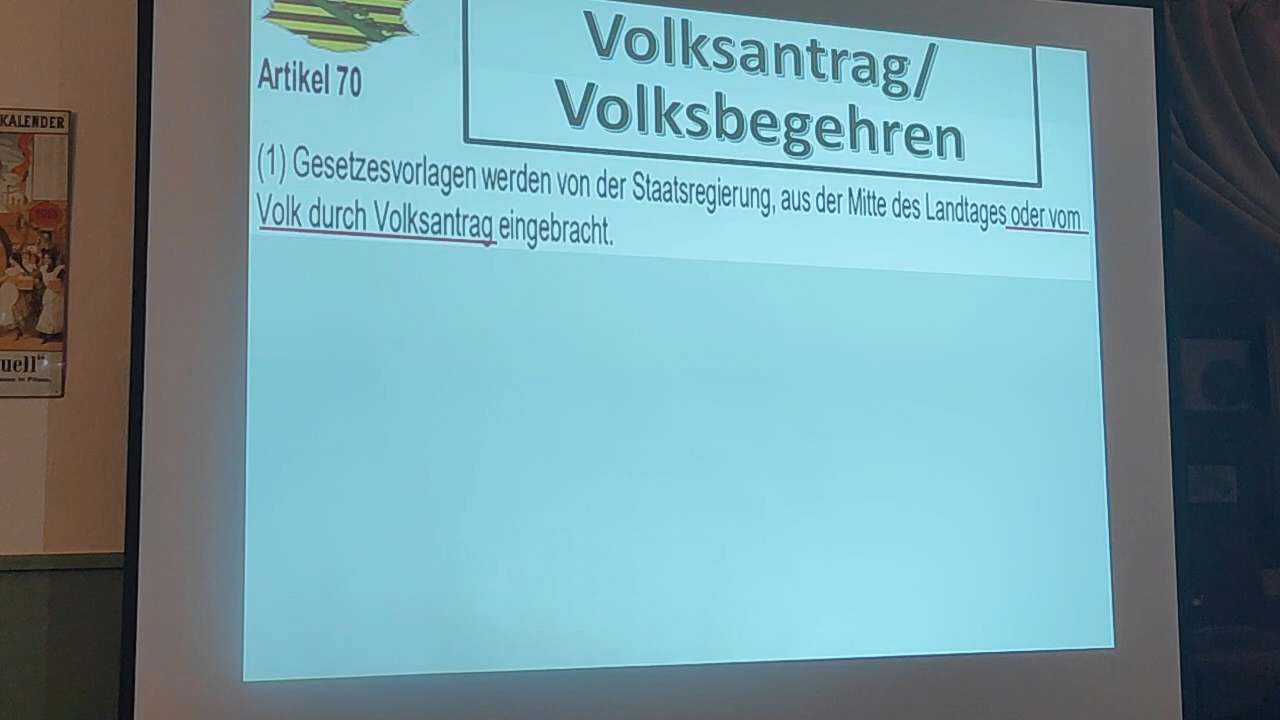 KALENDER
uell"
Artikel 70
Volksantrag/
Volksbegehren
(1) Gesetzesvorlagen werden von der Staatsregierung, aus der Mitte des Landtages oder vom
Volk durch Volksantrag eingebracht.